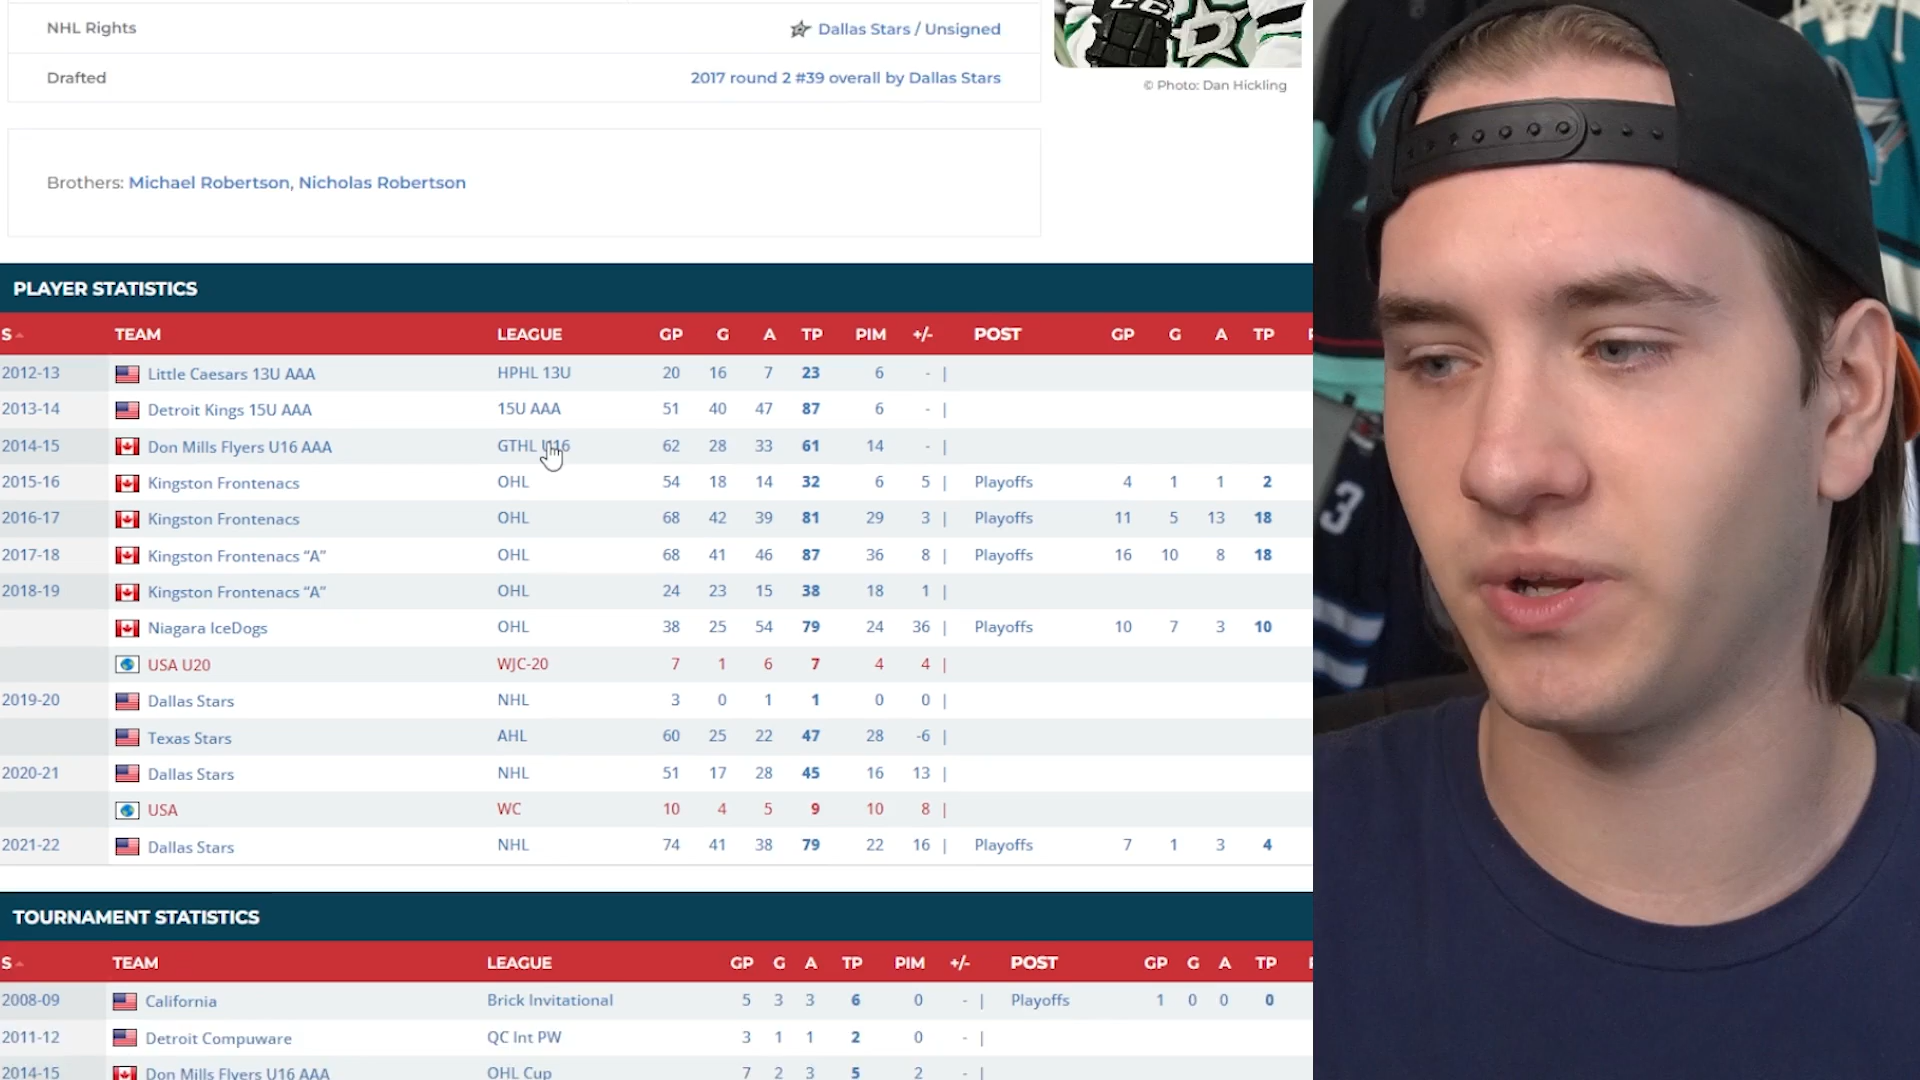 NHL Rights Dallas Stars / Unsigned
Drafted 2017 round 2 #39 overall by Dallas Stars
© Photo: Dan Hickling
Brothers: Michael Robertson, Nicholas Robertson
PLAYER STATISTICS
S TEAM LEAGUE GP G A TP PIM +/- POST GP G A TP
2012-13 Little Caesars 13U AAA HPHL 13U 20 16 7 23 6 - |
2013-14 Detroit Kings 15U AAA 15U AAA 51 40 47 87 6 - |
2014-15 Don Mills Flyers U16 AAA GTHL U16 62 28 33 61 14 - |
2015-16 Kingston Frontenacs OHL 54 18 14 32 6 5 | Playoffs 4 1 1 2
2016-17 Kingston Frontenacs OHL 68 42 39 81 29 3 | Playoffs 11 5 13 18
2017-18 Kingston Frontenacs “A” OHL 68 41 46 87 36 8 | Playoffs 16 10 8 18
2018-19 Kingston Frontenacs “A” OHL 24 23 15 38 18 1 |
Niagara IceDogs OHL 38 25 54 79 24 36 | Playoffs 10 7 3 10
USA U20 WJC-20 7 1 6 7 4 4 |
2019-20 Dallas Stars NHL 3 0 1 1 0 0 |
Texas Stars AHL 60 25 22 47 28 -6 |
2020-21 Dallas Stars NHL 51 17 28 45 16 13 |
USA WC 10 4 5 9 10 8 |
2021-22 Dallas Stars NHL 74 41 38 79 22 16 | Playoffs 7 1 3 4
TOURNAMENT STATISTICS
S TEAM LEAGUE GP G A TP PIM +/- POST GP G A TP
2008-09 California Brick Invitational 5 3 3 6 0 - | Playoffs 1 0 0 0
2011-12 Detroit Compuware QC Int PW 3 1 1 2 0 - |
2014-15 Don Mills Flyers U16 AAA OHL Cup 7 2 3 5 2 - |
CCM
D
3